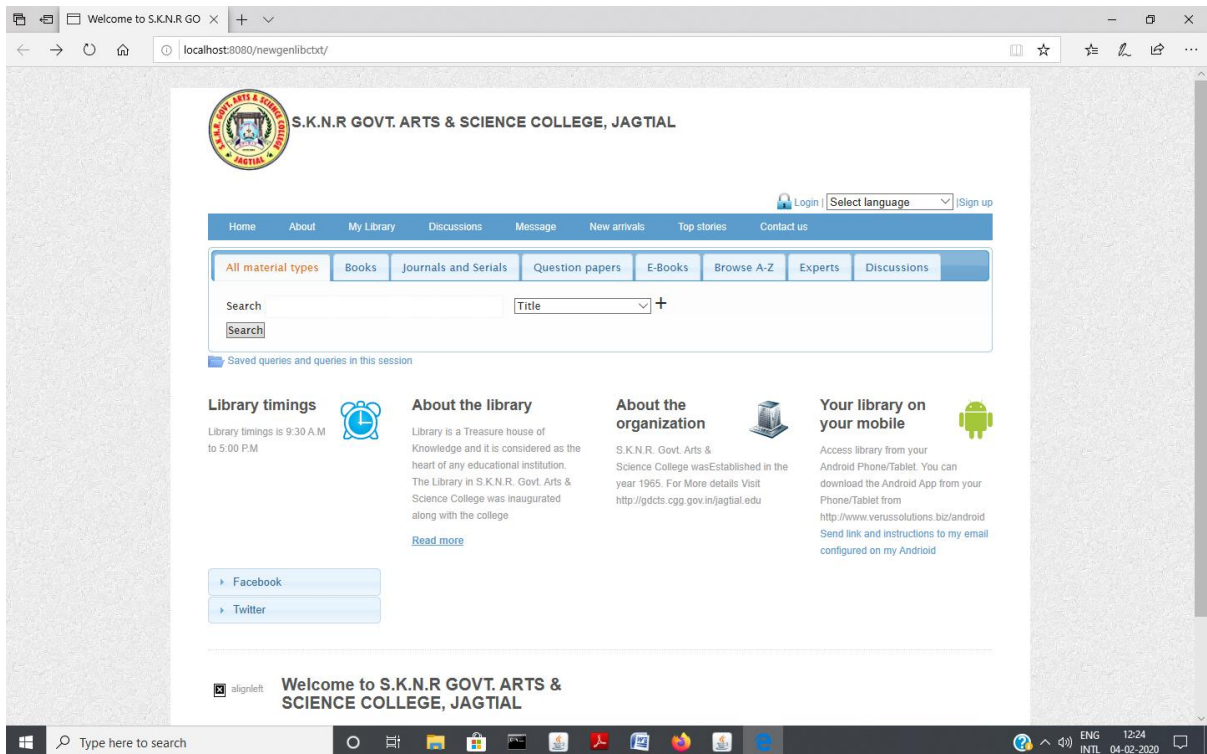 Welcome to S.K.N.R GO
localhost:8080/newgenlibctxt/
S.K.N.R. GOVT. ARTS & SCIENCE COLLEGE
JAGTIAL
S.K.N.R GOVT. ARTS & SCIENCE COLLEGE, JAGTIAL
Login | Select language |Sign up
Home About My Library Discussions Message New arrivals Top stories Contact us
All material types Books Journals and Serials Question papers E-Books Browse A-Z Experts Discussions
Search Title +
Search
Saved queries and queries in this session
Library timings
Library timings is 9:30 A.M
to 5:00 P.M
About the library
Library is a Treasure house of
Knowledge and it is considered as the
heart of any educational institution.
The Library in S.K.N.R. Govt. Arts &
Science College was inaugurated
along with the college
Read more
About the
organization
S.K.N.R. Govt. Arts &
Science College wasEstablished in the
year 1965. For More details Visit
http://gdcts.cgg.gov.in/jagtial.edu
Your library on
your mobile
Access library from your
Android Phone/Tablet. You can
download the Android App from your
Phone/Tablet from
http://www.verussolutions.biz/android
Send link and instructions to my email
configured on my Andrioid
Facebook
Twitter
alignleft
Welcome to S.K.N.R GOVT. ARTS &
SCIENCE COLLEGE, JAGTIAL
Type here to search
ENG 12:24
INTL 04-02-2020